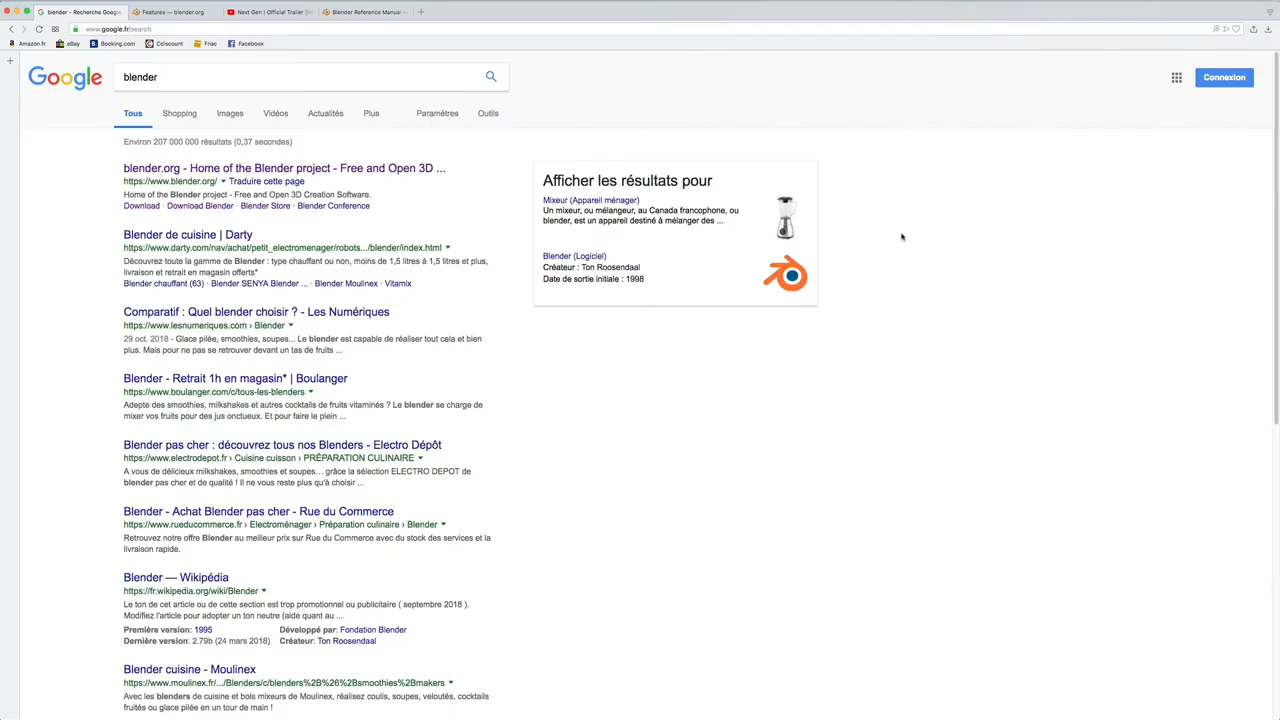 blender - Recherche Google
Features — blender.org
Next Gen | Official Trailer [H
Blender Reference Manual —
www.google.fr/search
Amazon.fr
eBay
Booking.com
Cdiscount
Fnac
Facebook
Google
blender
Connexion
Tous
Shopping
Images
Vidéos
Actualités
Plus
Paramètres
Outils
Environ 207 000 000 résultats (0,37 secondes)
blender.org - Home of the Blender project - Free and Open 3D ...
https://www.blender.org/ Traduire cette page
Home of the Blender project - Free and Open 3D Creation Software.
Download · Download Blender · Blender Store · Blender Conference
Blender de cuisine | Darty
https://www.darty.com/nav/achat/petit_electromenager/robots.../blender/index.html
Découvrez toute la gamme de Blender : type chauffant ou non, moins de 1,5 litres à 1,5 litres et plus,
livraison et retrait en magasin offerts*
Blender chauffant (63) · Blender SENYA Blender ... · Blender Moulinex · Vitamix
Comparatif : Quel blender choisir ? - Les Numériques
https://www.lesnumeriques.com › Blender
29 oct. 2018 - Glace pilée, smoothies, soupes... Le blender est capable de réaliser tout cela et bien
plus. Mais pour ne pas se retrouver devant un tas de fruits ...
Blender - Retrait 1h en magasin* | Boulanger
https://www.boulanger.com/c/tous-les-blenders
Adepte des smoothies, milkshakes et autres cocktails de fruits vitaminés ? Le blender se charge de
mixer vos fruits pour des jus onctueux. Et pour faire le plein ...
Blender pas cher : découvrez tous nos Blenders - Electro Dépôt
https://www.electrodepot.fr › Cuisine cuisson › PRÉPARATION CULINAIRE
A vous de délicieux milkshakes, smoothies et soupes… grâce la sélection ELECTRO DEPOT de
blender pas cher et de qualité ! Il ne vous reste plus qu'à choisir ...
Blender - Achat Blender pas cher - Rue du Commerce
https://www.rueducommerce.fr › Electroménager › Préparation culinaire › Blender
Retrouvez notre offre Blender au meilleur prix sur Rue du Commerce avec du stock des services et la
livraison rapide.
Blender — Wikipédia
https://fr.wikipedia.org/wiki/Blender
Le ton de cet article ou de cette section est trop promotionnel ou publicitaire ( septembre 2018 ).
Modifiez l'article pour adopter un ton neutre (aide quant au ...
Première version: 1995 Développé par: Fondation Blender
Dernière version: 2.79b (24 mars 2018) Créateur: Ton Roosendaal
Blender cuisine - Moulinex
https://www.moulinex.fr/.../Blenders/c/blenders%2B%26%2Bsmoothies%2Bmakers
Avec les blenders de cuisine et bols mixeurs de Moulinex, réalisez coulis, soupes, veloutés, cocktails
fruités ou glace pilée en un tour de main !
Afficher les résultats pour
Mixeur (Appareil ménager)
Un mixeur, ou mélangeur, au Canada francophone, ou
blender, est un appareil destiné à mélanger des ...
Blender (Logiciel)
Créateur : Ton Roosendaal
Date de sortie initiale : 1998